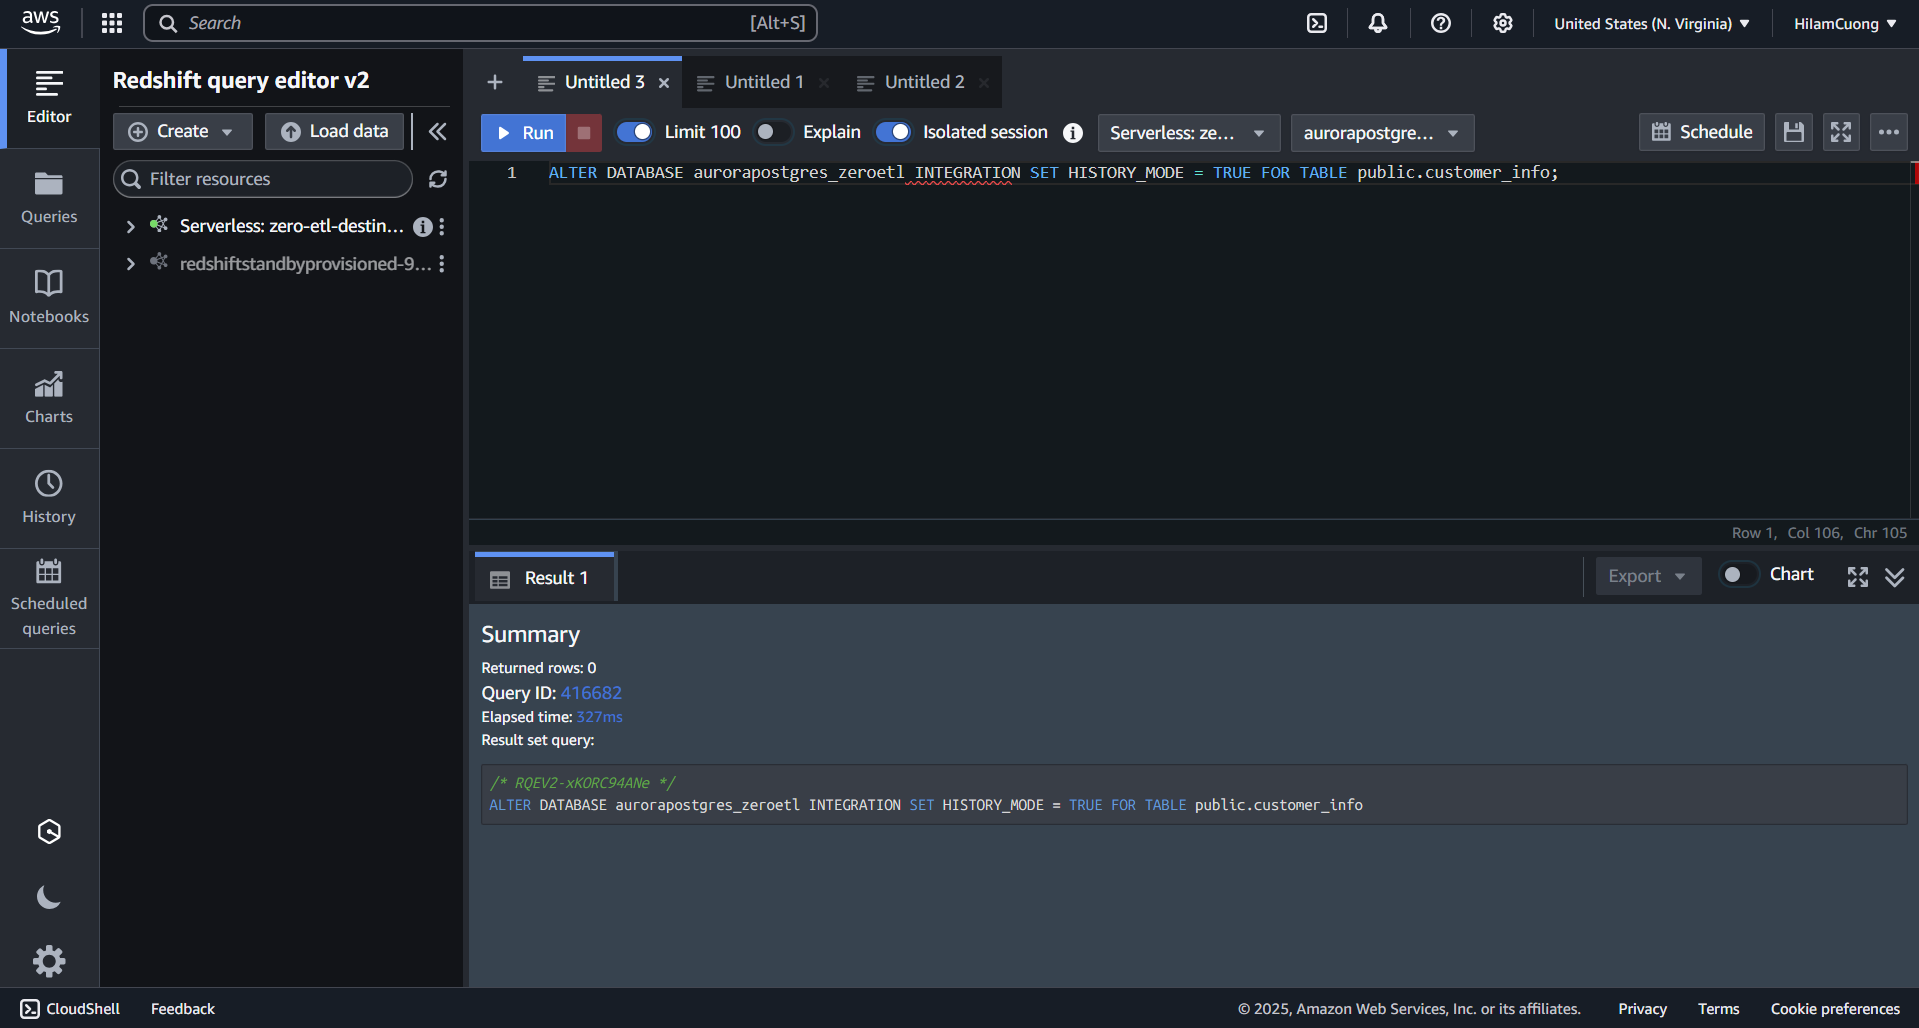 aws
Search [Alt+S]
United States (N. Virginia)
HilamCuong
Editor
Queries
Notebooks
Charts
History
Scheduled
queries
Redshift query editor v2
Create
Load data
Filter resources
Serverless: zero-etl-destin...
redshiftstandbyprovisioned-9...
Untitled 3
Untitled 1
Untitled 2
Run
Limit 100
Explain
Isolated session
Serverless: ze...
aurorapostgre...
Schedule
1 ALTER DATABASE aurorapostgres_zeroetl INTEGRATION SET HISTORY_MODE = TRUE FOR TABLE public.customer_info;
Row 1, Col 106, Chr 105
Result 1
Export
Chart
Summary
Returned rows: 0
Query ID: 416682
Elapsed time: 327ms
Result set query:
/* RQEV2-xKORC94ANe */
ALTER DATABASE aurorapostgres_zeroetl INTEGRATION SET HISTORY_MODE = TRUE FOR TABLE public.customer_info
CloudShell
Feedback
© 2025, Amazon Web Services, Inc. or its affiliates.
Privacy
Terms
Cookie preferences